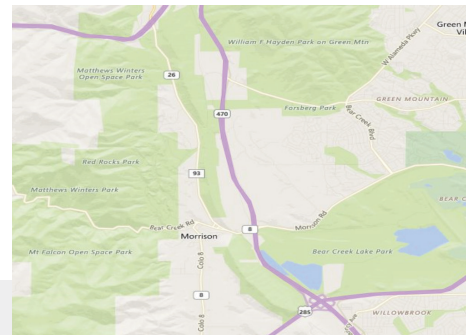 Green M
Vil
William F Hayden Park on Green Mtn
W Alameda Pkwy
Matthews Winters
Open Space Park
26
GREEN MOUNTAIN
Forsberg Park
470
Bear Creek Blvd
Red Rocks Park
93
Matthews Winters Park
BEAR C
Bear Creek Rd
Morrison Rd
8
Morrison
Mt Falcon Open Space Park
Bear Creek Lake Park
Colo 8
8
285
WILLOWBROOK